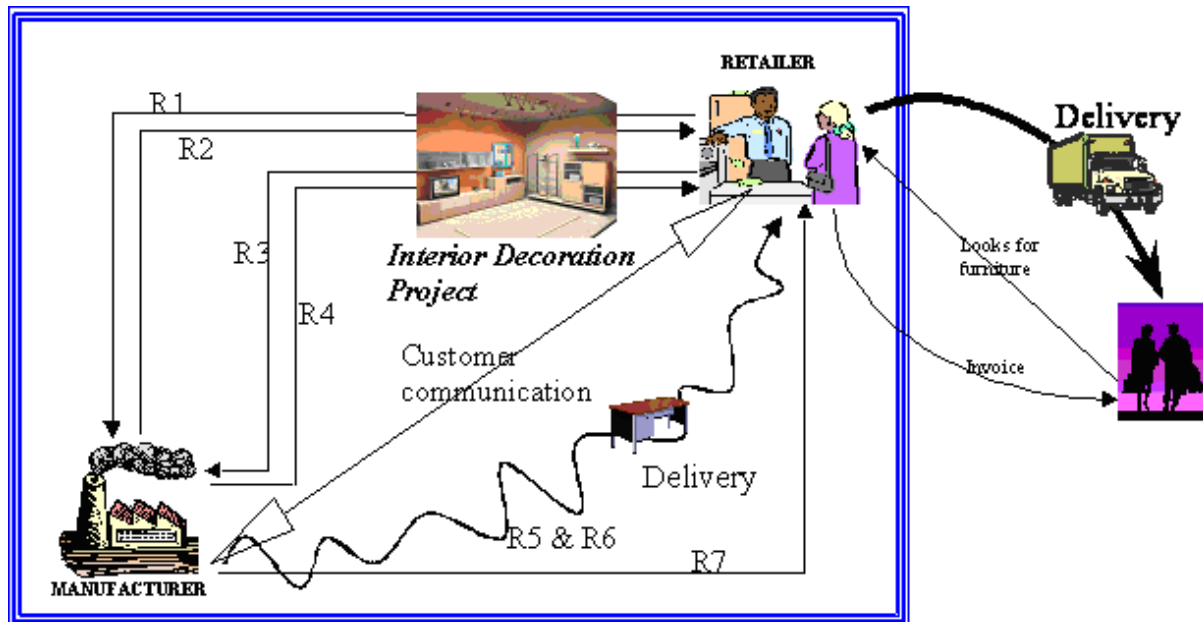 RETAILER
R1
Delivery
R2
Looks for
furniture
R3
Interior Decoration
Project
R4
Customer
communication
Invoice
Delivery
R5 & R6
R7
MANUFACTURER